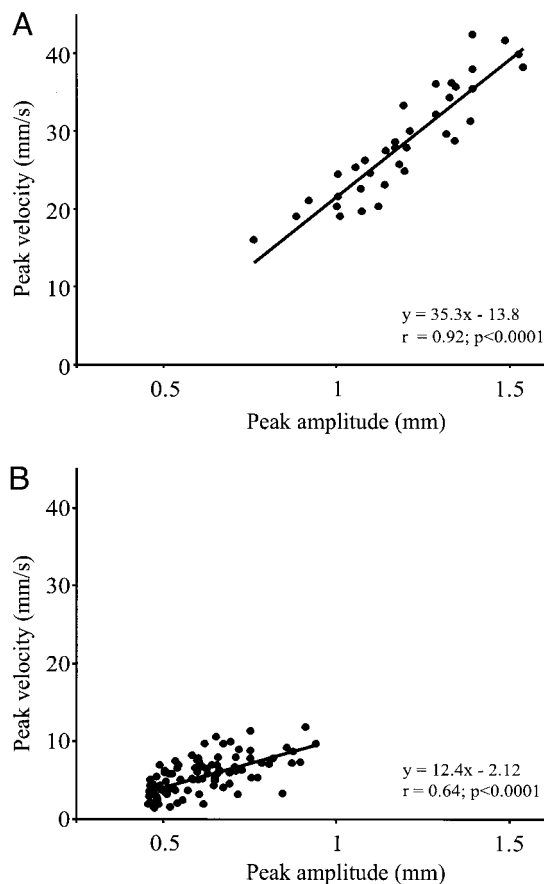 A
Peak velocity (mm/s)
40
30
20
10
0
y = 35.3x - 13.8
r = 0.92; p<0.0001
0.5
1
1.5
Peak amplitude (mm)
B
Peak velocity (mm/s)
40
30
20
10
0
y = 12.4x - 2.12
r = 0.64; p<0.0001
0.5
1
1.5
Peak amplitude (mm)